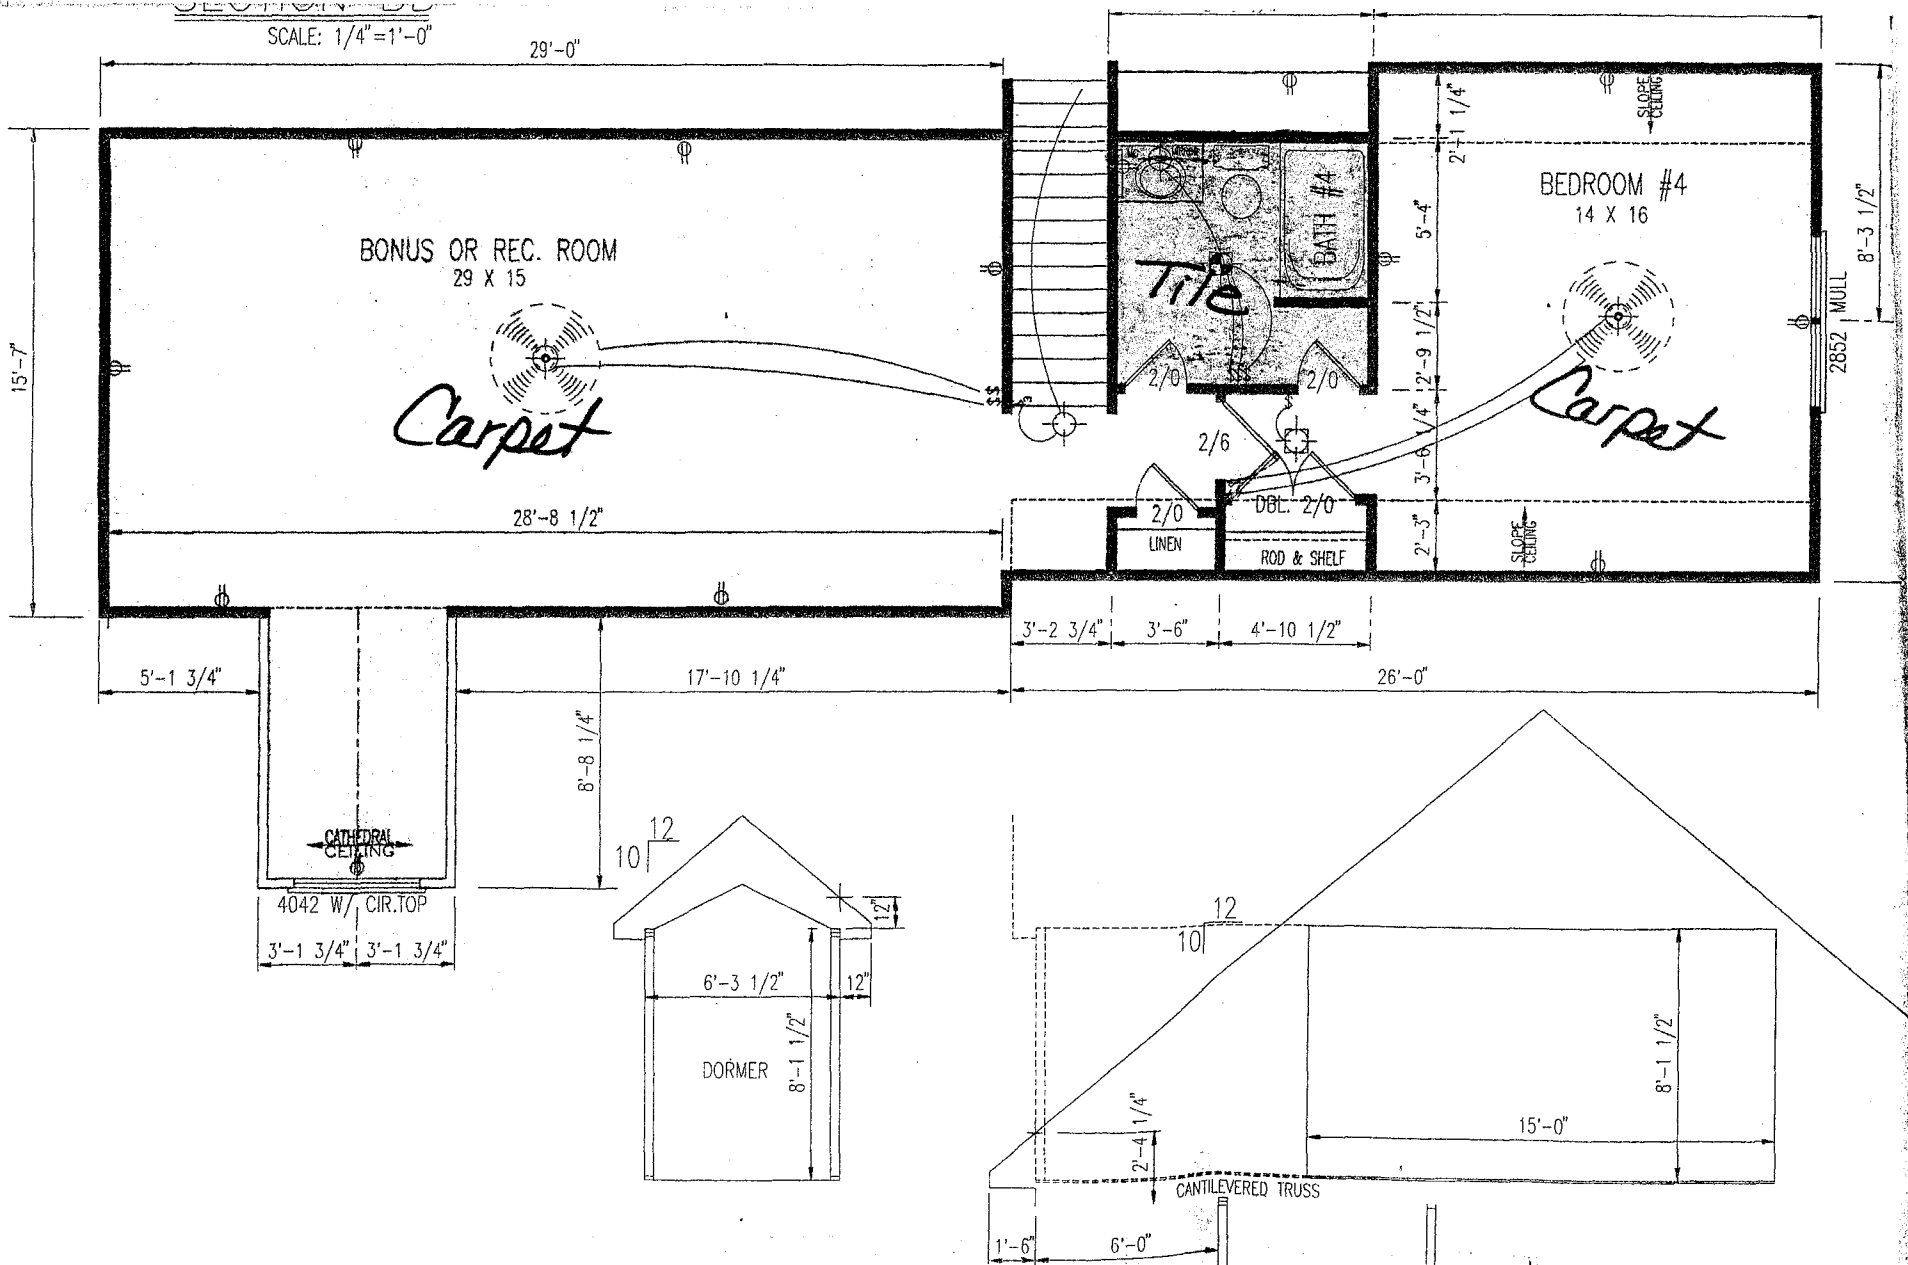 SECTION
SCALE: 1/4"=1'-0"
29'-0"
SLOPE
CEILING
2'-1 1/4"
BEDROOM #4
14 X 16
BATH #4
5'-4"
8'-3 1/2"
BONUS OR REC. ROOM
29 X 15
Tile
2852 MULL
15'-7"
2'-9 1/2"
2/0
2/0
Carpet
Carpet
$$
3
$$$
2/6
3'-6 1/4"
28'-8 1/2"
2/0
DBL. 2/0
LINEN
ROD & SHELF
2'-3"
SLOPE
CEILING
3'-2 3/4"
3'-6"
4'-10 1/2"
5'-1 3/4"
17'-10 1/4"
26'-0"
8'-8 1/4"
CATHEDRAL
CEILING
4042 W/ CIR.TOP
3'-1 3/4"
3'-1 3/4"
12
10
12"
6'-3 1/2"
12"
8'-1 1/2"
DORMER
12
10
8'-1 1/2"
15'-0"
2'-4 1/4"
CANTILEVERED TRUSS
1'-6"
6'-0"